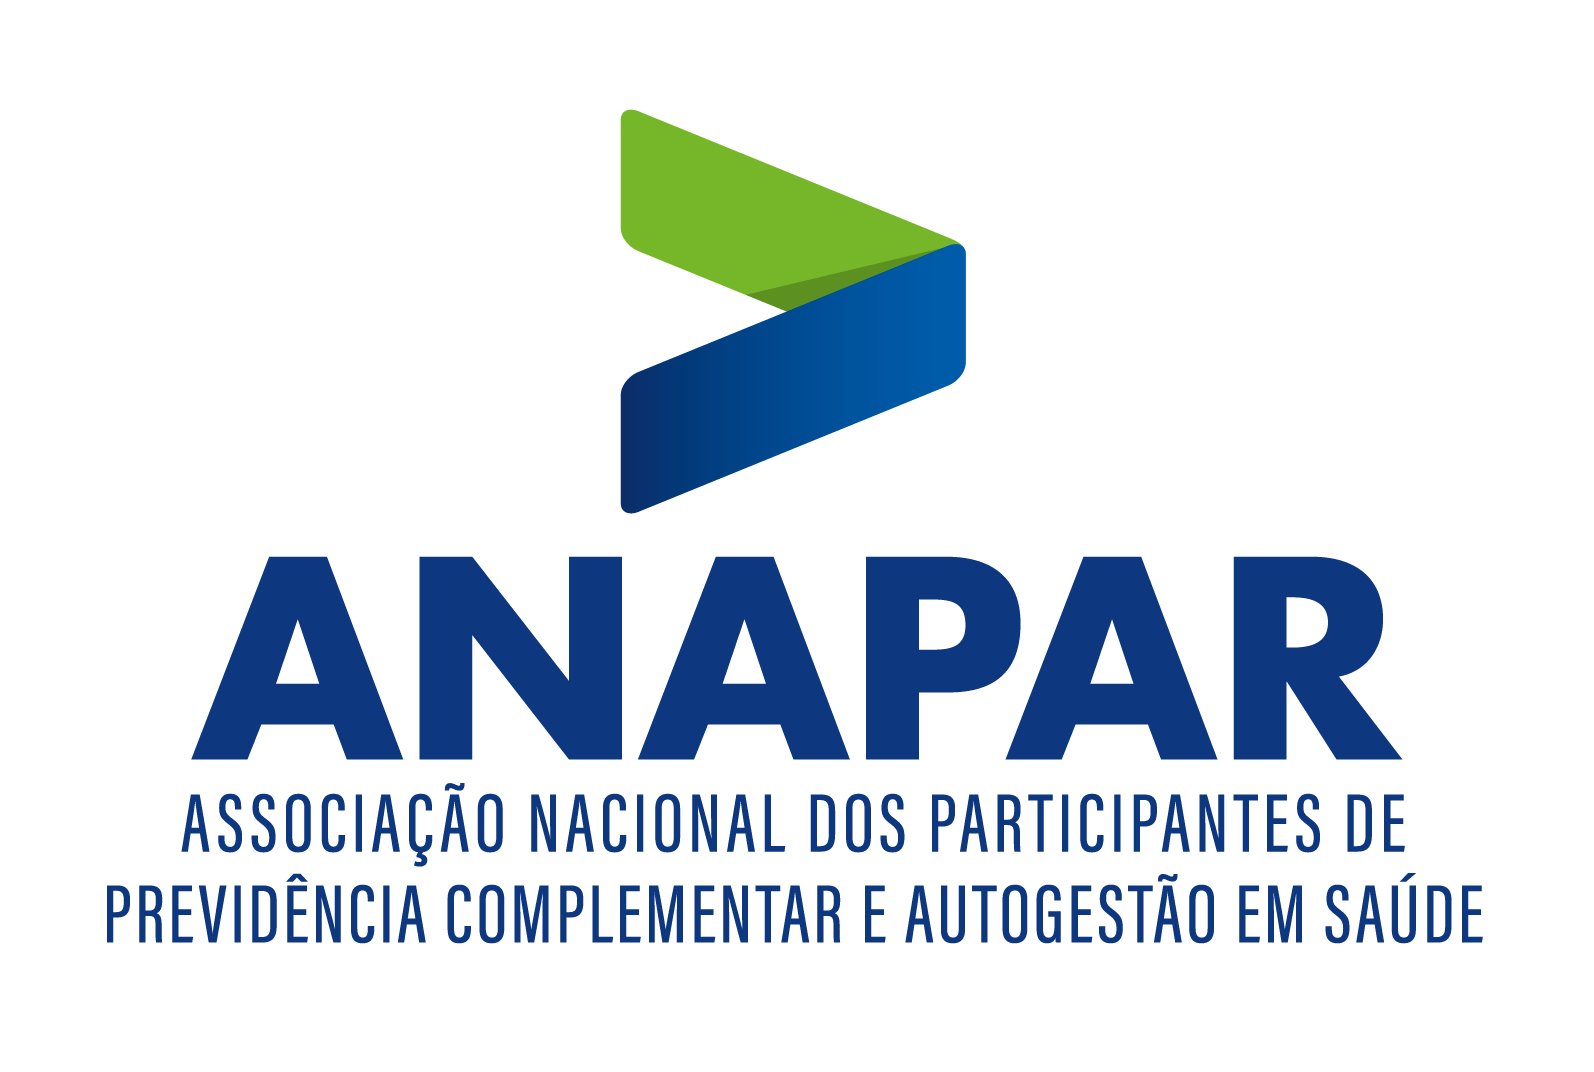 ANAPAR
ASSOCIAÇÃO NACIONAL DOS PARTICIPANTES DE
PREVIDÊNCIA COMPLEMENTAR E AUTOGESTÃO EM SAÚDE